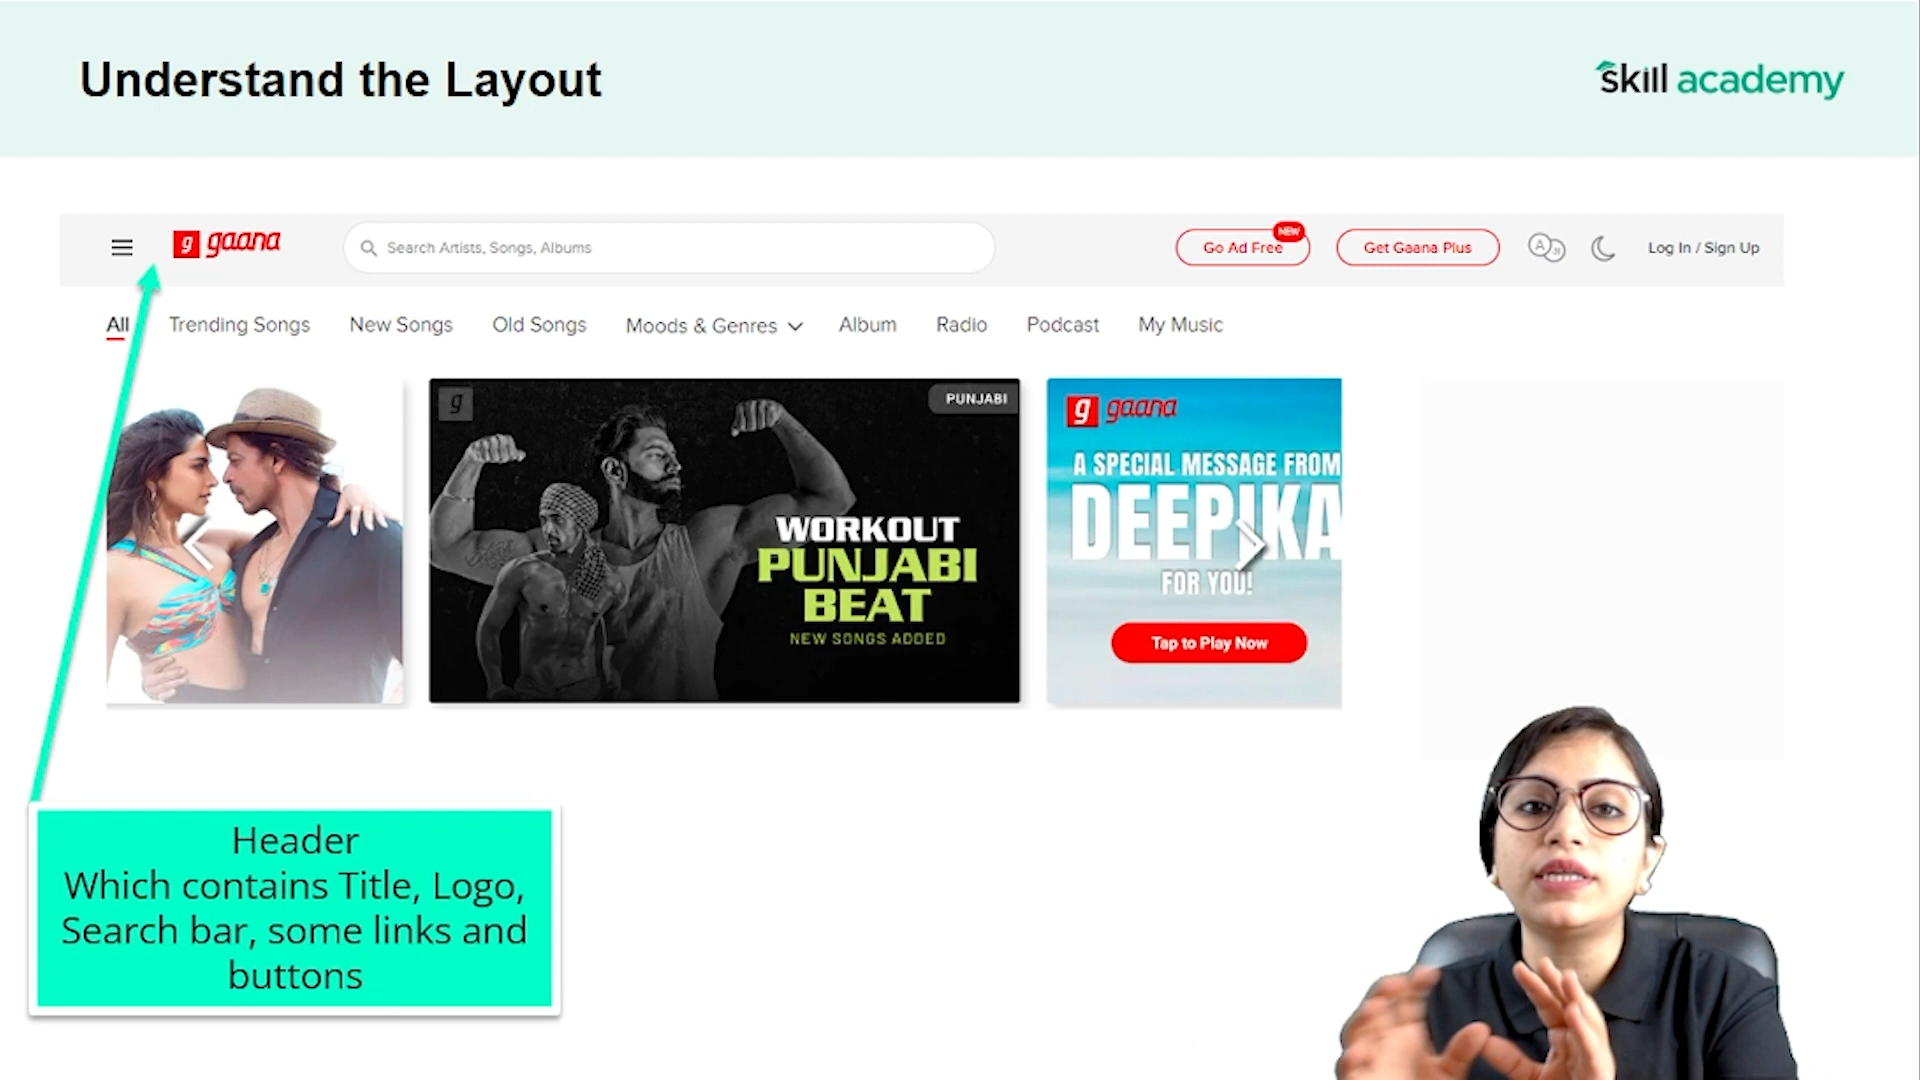 Understand the Layout
skill academy
g gaana
Search Artists, Songs, Albums
NEW
Go Ad Free
Get Gaana Plus
Log In / Sign Up
All
Trending Songs
New Songs
Old Songs
Moods & Genres
Album
Radio
Podcast
My Music
g
PUNJABI
WORKOUT
PUNJABI
BEAT
NEW SONGS ADDED
g gaana
A SPECIAL MESSAGE FROM
DEEPIKA
FOR YOU!
Tap to Play Now
Header
Which contains Title, Logo,
Search bar, some links and
buttons